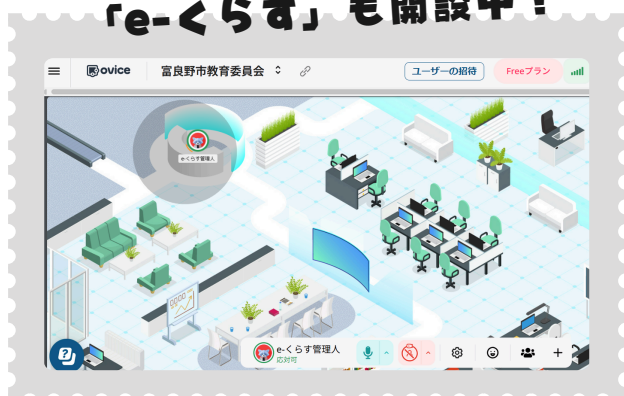 「e-くらす」も開設中！
ovice 富良野市教育委員会 ユーザーの招待 Freeプラン
e-くらす管理人
e-くらす管理人
応対可